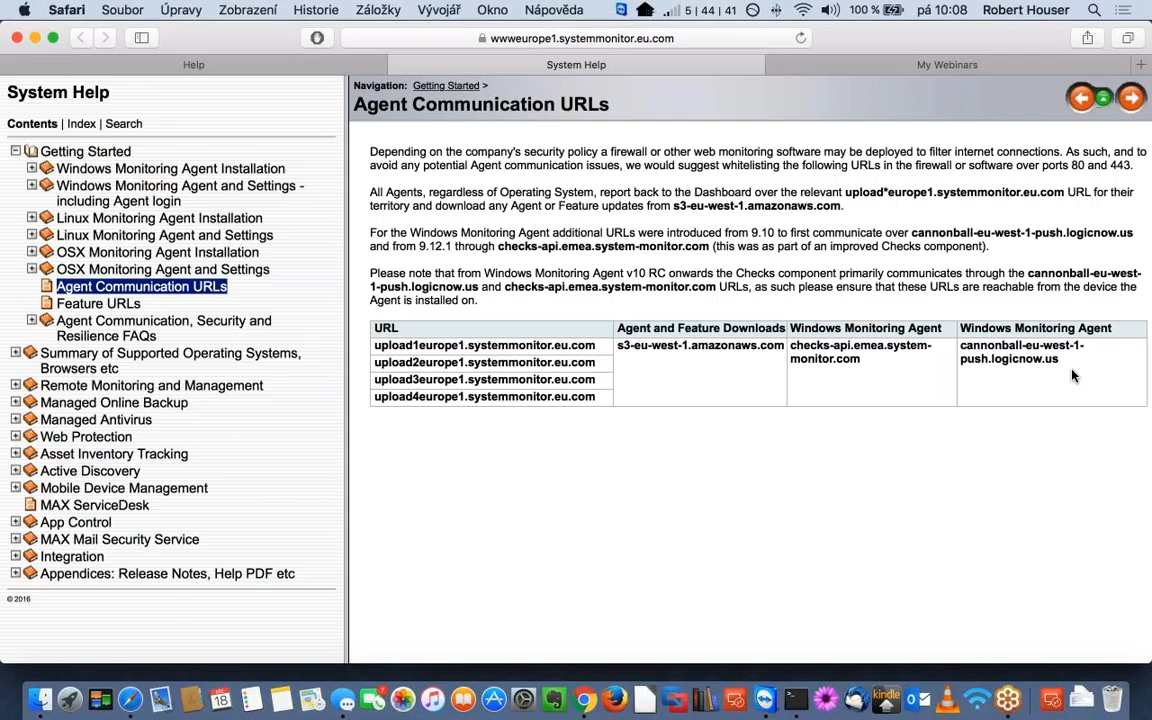 Safari Soubor Úpravy Zobrazení Historie Záložky Vývojář Okno Nápověda 5 | 44 | 41 100 % pá 10:08 Robert Houser
wwweurope1.systemmonitor.eu.com
Help System Help My Webinars
System Help
Contents | Index | Search
Getting Started
Windows Monitoring Agent Installation
Windows Monitoring Agent and Settings -
including Agent login
Linux Monitoring Agent Installation
Linux Monitoring Agent and Settings
OSX Monitoring Agent Installation
OSX Monitoring Agent and Settings
Agent Communication URLs
Feature URLs
Agent Communication, Security and
Resilience FAQs
Summary of Supported Operating Systems,
Browsers etc
Remote Monitoring and Management
Managed Online Backup
Managed Antivirus
Web Protection
Asset Inventory Tracking
Active Discovery
Mobile Device Management
MAX ServiceDesk
App Control
MAX Mail Security Service
Integration
Appendices: Release Notes, Help PDF etc
© 2016
Navigation: Getting Started >
Agent Communication URLs
Depending on the company's security policy a firewall or other web monitoring software may be deployed to filter internet connections. As such, and to
avoid any potential Agent communication issues, we would suggest whitelisting the following URLs in the firewall or software over ports 80 and 443.
All Agents, regardless of Operating System, report back to the Dashboard over the relevant upload*europe1.systemmonitor.eu.com URL for their
territory and download any Agent or Feature updates from s3-eu-west-1.amazonaws.com.
For the Windows Monitoring Agent additional URLs were introduced from 9.10 to first communicate over cannonball-eu-west-1-push.logicnow.us
and from 9.12.1 through checks-api.emea.system-monitor.com (this was as part of an improved Checks component).
Please note that from Windows Monitoring Agent v10 RC onwards the Checks component primarily communicates through the cannonball-eu-west-
1-push.logicnow.us and checks-api.emea.system-monitor.com URLs, as such please ensure that these URLs are reachable from the device the
Agent is installed on.
URL Agent and Feature Downloads Windows Monitoring Agent Windows Monitoring Agent
upload1europe1.systemmonitor.eu.com s3-eu-west-1.amazonaws.com checks-api.emea.system- cannonball-eu-west-1-
monitor.com push.logicnow.us
upload2europe1.systemmonitor.eu.com
upload3europe1.systemmonitor.eu.com
upload4europe1.systemmonitor.eu.com
18
kindle